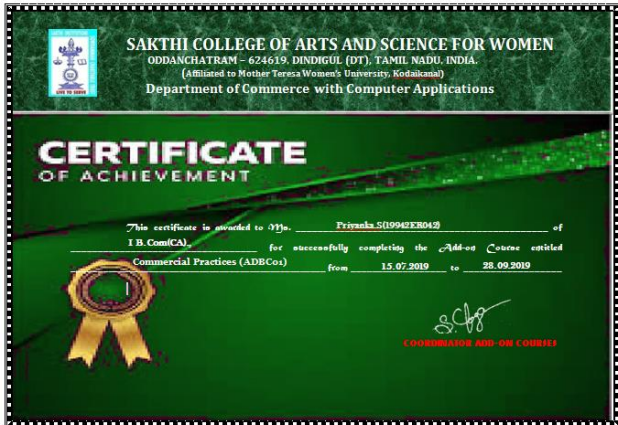 SAKTHI COLLEGE OF ARTS AND SCIENCE FOR WOMEN
ODDANCHATRAM – 624619. DINDIGUL (DT), TAMIL NADU. INDIA.
(Affiliated to Mother Teresa Women's University, Kodaikanal)
Department of Commerce with Computer Applications
LIVE TO SERVE
CERTIFICATE
OF ACHIEVEMENT
This certificate is awarded to Ms. Priyanka.S(19942ER042) of
I B.Com(CA) for successfully completing the Add-on Course entitled
Commercial Practices (ADBC01) from 15.07.2019 to 28.09.2019
COORDINATOR ADD-ON COURSES